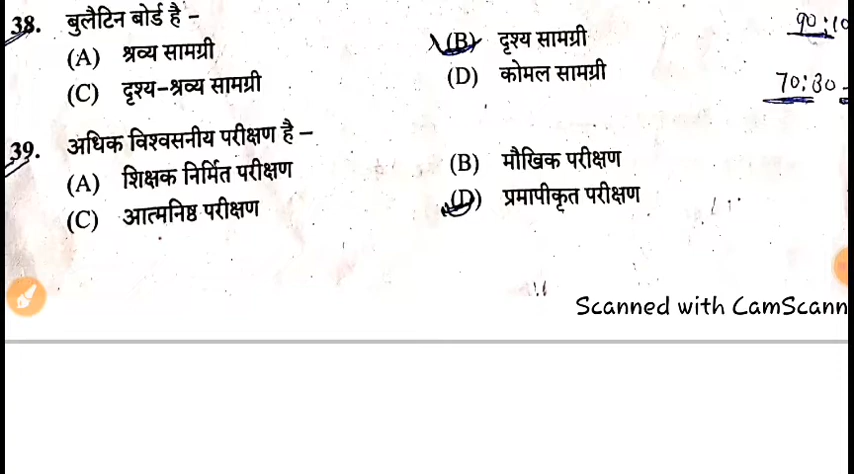 38. बुलैटिन बोर्ड है –
(A) श्रव्य सामग्री (B) दृश्य सामग्री
(C) दृश्य-श्रव्य सामग्री (D) कोमल सामग्री
39. अधिक विश्वसनीय परीक्षण है –
(A) शिक्षक निर्मित परीक्षण (B) मौखिक परीक्षण
(C) आत्मनिष्ठ परीक्षण (D) प्रमापीकृत परीक्षण
90:10
70:30
Scanned with CamScann